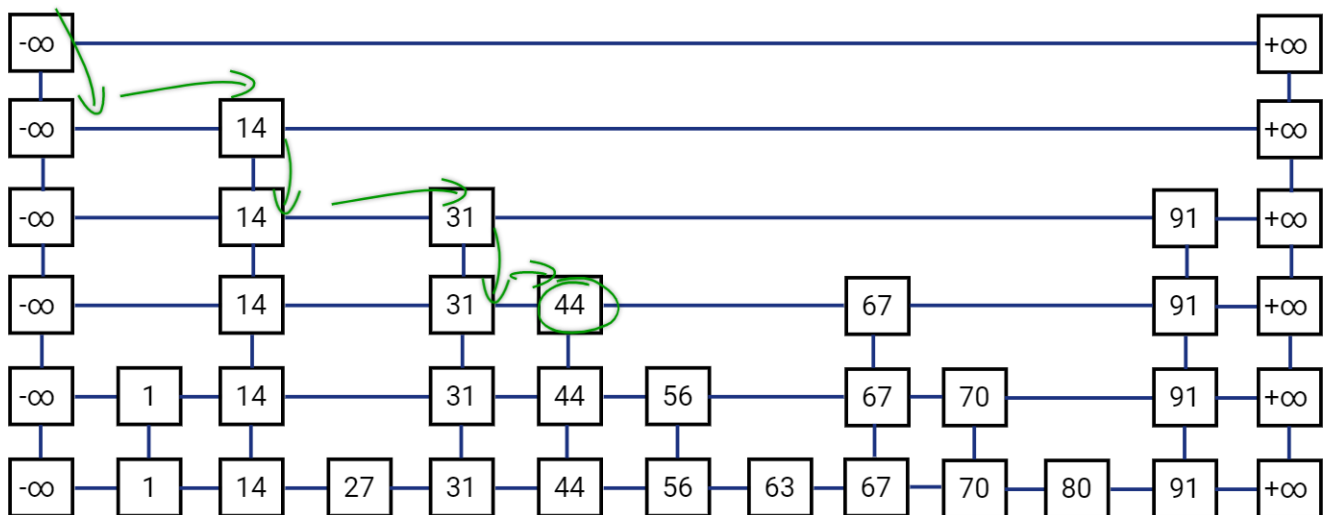 -∞ +∞
-∞ 14 +∞
-∞ 14 31 91 +∞
-∞ 14 31 44 67 91 +∞
-∞ 1 14 31 44 56 67 70 91 +∞
-∞ 1 14 27 31 44 56 63 67 70 80 91 +∞